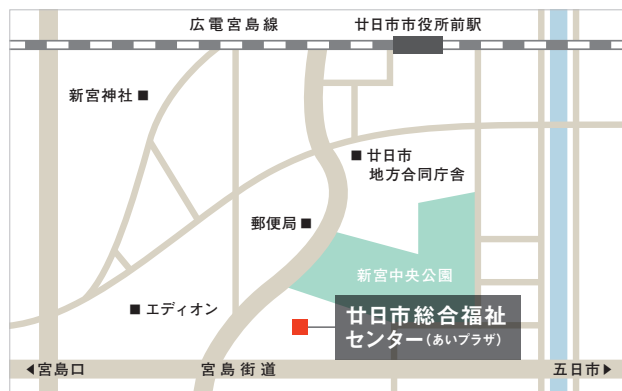 広電宮島線
廿日市市役所前駅
新宮神社■
■廿日市
地方合同庁舎
郵便局■
新宮中央公園
■エディオン
廿日市総合福祉
センター(あいプラザ)
◀宮島口
宮島街道
五日市▶